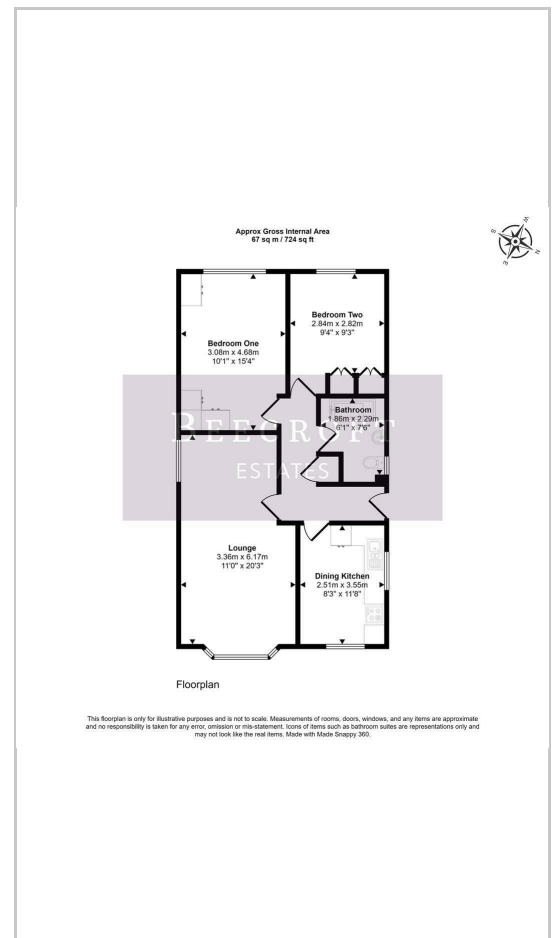 Approx Gross Internal Area
67 sq m / 724 sq ft
W
S
N
E
Bedroom Two
2.84m x 2.82m
9'4" x 9'3"
Bedroom One
3.08m x 4.68m
10'1" x 15'4"
Bathroom
1.86m x 2.29m
6'1" x 7'6"
BEECROFT
ESTATES
Lounge
3.36m x 6.17m
11'0" x 20'3"
Dining Kitchen
2.51m x 3.55m
8'3" x 11'8"
Floorplan
This floorplan is only for illustrative purposes and is not to scale. Measurements of rooms, doors, windows, and any items are approximate
and no responsibility is taken for any error, omission or mis-statement. Icons of items such as bathroom suites are representations only and
may not look like the real items. Made with Made Snappy 360.